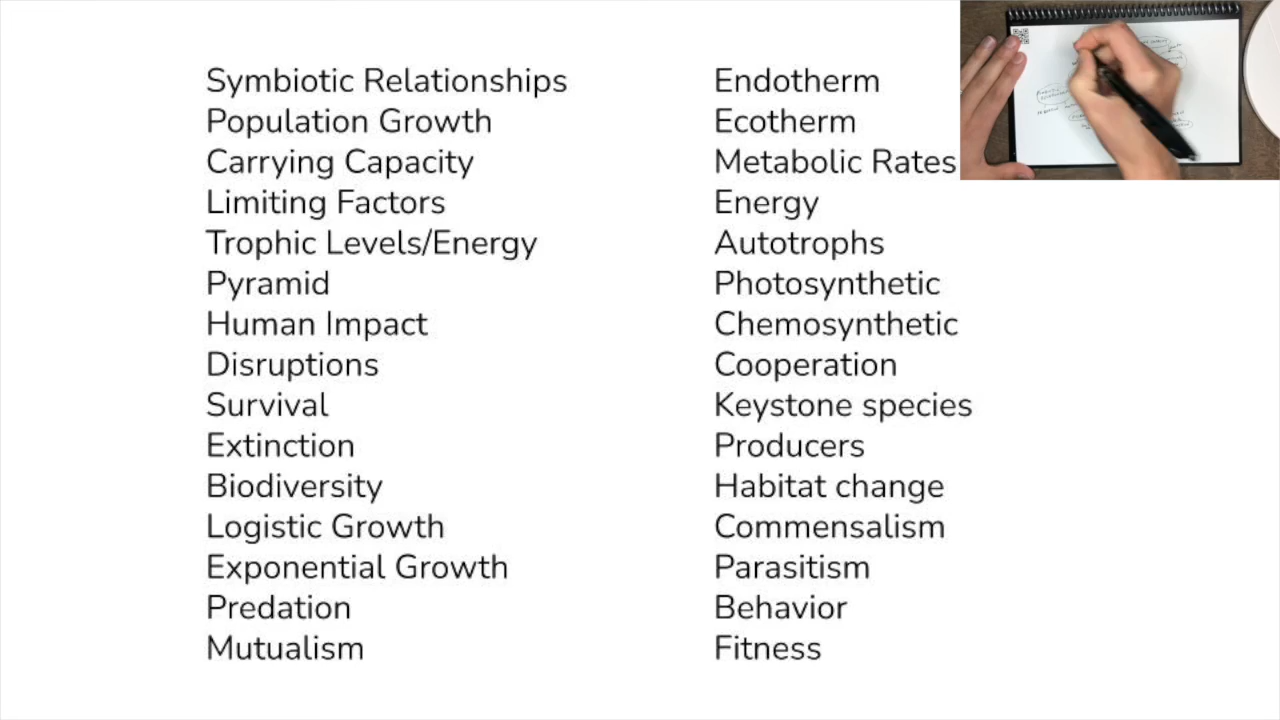 Symbiotic Relationships
Population Growth
Carrying Capacity
Limiting Factors
Trophic Levels/Energy
Pyramid
Human Impact
Disruptions
Survival
Extinction
Biodiversity
Logistic Growth
Exponential Growth
Predation
Mutualism
Endotherm
Ecotherm
Metabolic Rates
Energy
Autotrophs
Photosynthetic
Chemosynthetic
Cooperation
Keystone species
Producers
Habitat change
Commensalism
Parasitism
Behavior
Fitness